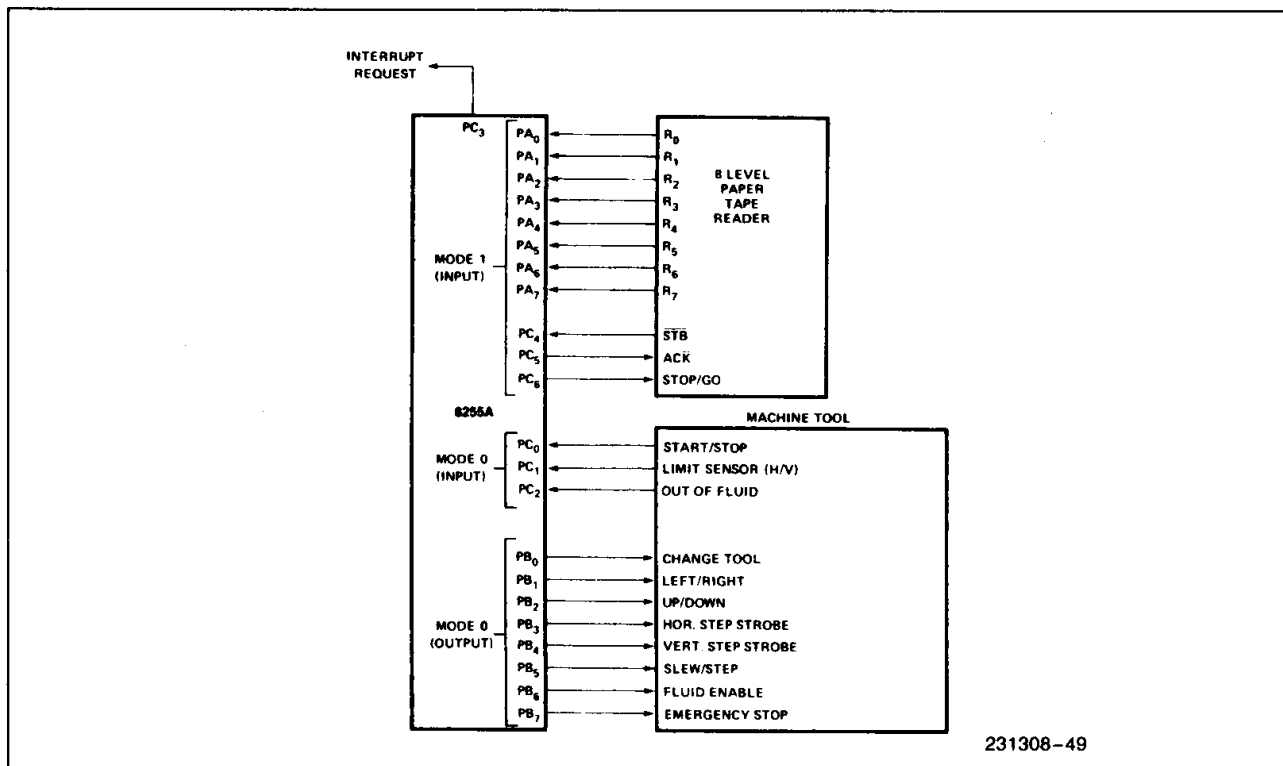 INTERRUPT
REQUEST
PC3
PA0 R0
PA1 R1
PA2 R2
PA3 R3
PA4 R4
PA5 R5
PA6 R6
PA7 R7
8 LEVEL
PAPER
TAPE
READER
MODE 1
(INPUT)
PC4 STB
PC5 ACK
PC6 STOP/GO
8255A
MACHINE TOOL
MODE 0
(INPUT)
PC0 START/STOP
PC1 LIMIT SENSOR (H/V)
PC2 OUT OF FLUID
MODE 0
(OUTPUT)
PB0 CHANGE TOOL
PB1 LEFT/RIGHT
PB2 UP/DOWN
PB3 HOR. STEP STROBE
PB4 VERT. STEP STROBE
PB5 SLEW/STEP
PB6 FLUID ENABLE
PB7 EMERGENCY STOP
231308-49